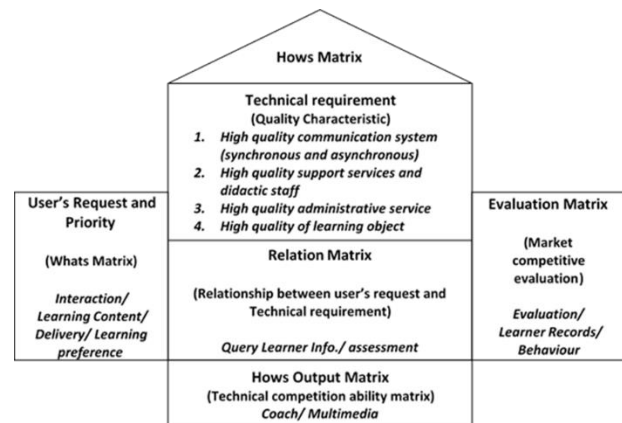 Hows Matrix
Technical requirement
(Quality Characteristic)
1. High quality communication system
(synchronous and asynchronous)
2. High quality support services and
didactic staff
3. High quality administrative service
4. High quality of learning object
User's Request and
Priority
(Whats Matrix)
Interaction/
Learning Content/
Delivery/ Learning
preference
Relation Matrix
(Relationship between user's request and
Technical requirement)
Query Learner Info./ assessment
Evaluation Matrix
(Market
competitive
evaluation)
Evaluation/
Learner Records/
Behaviour
Hows Output Matrix
(Technical competition ability matrix)
Coach/ Multimedia